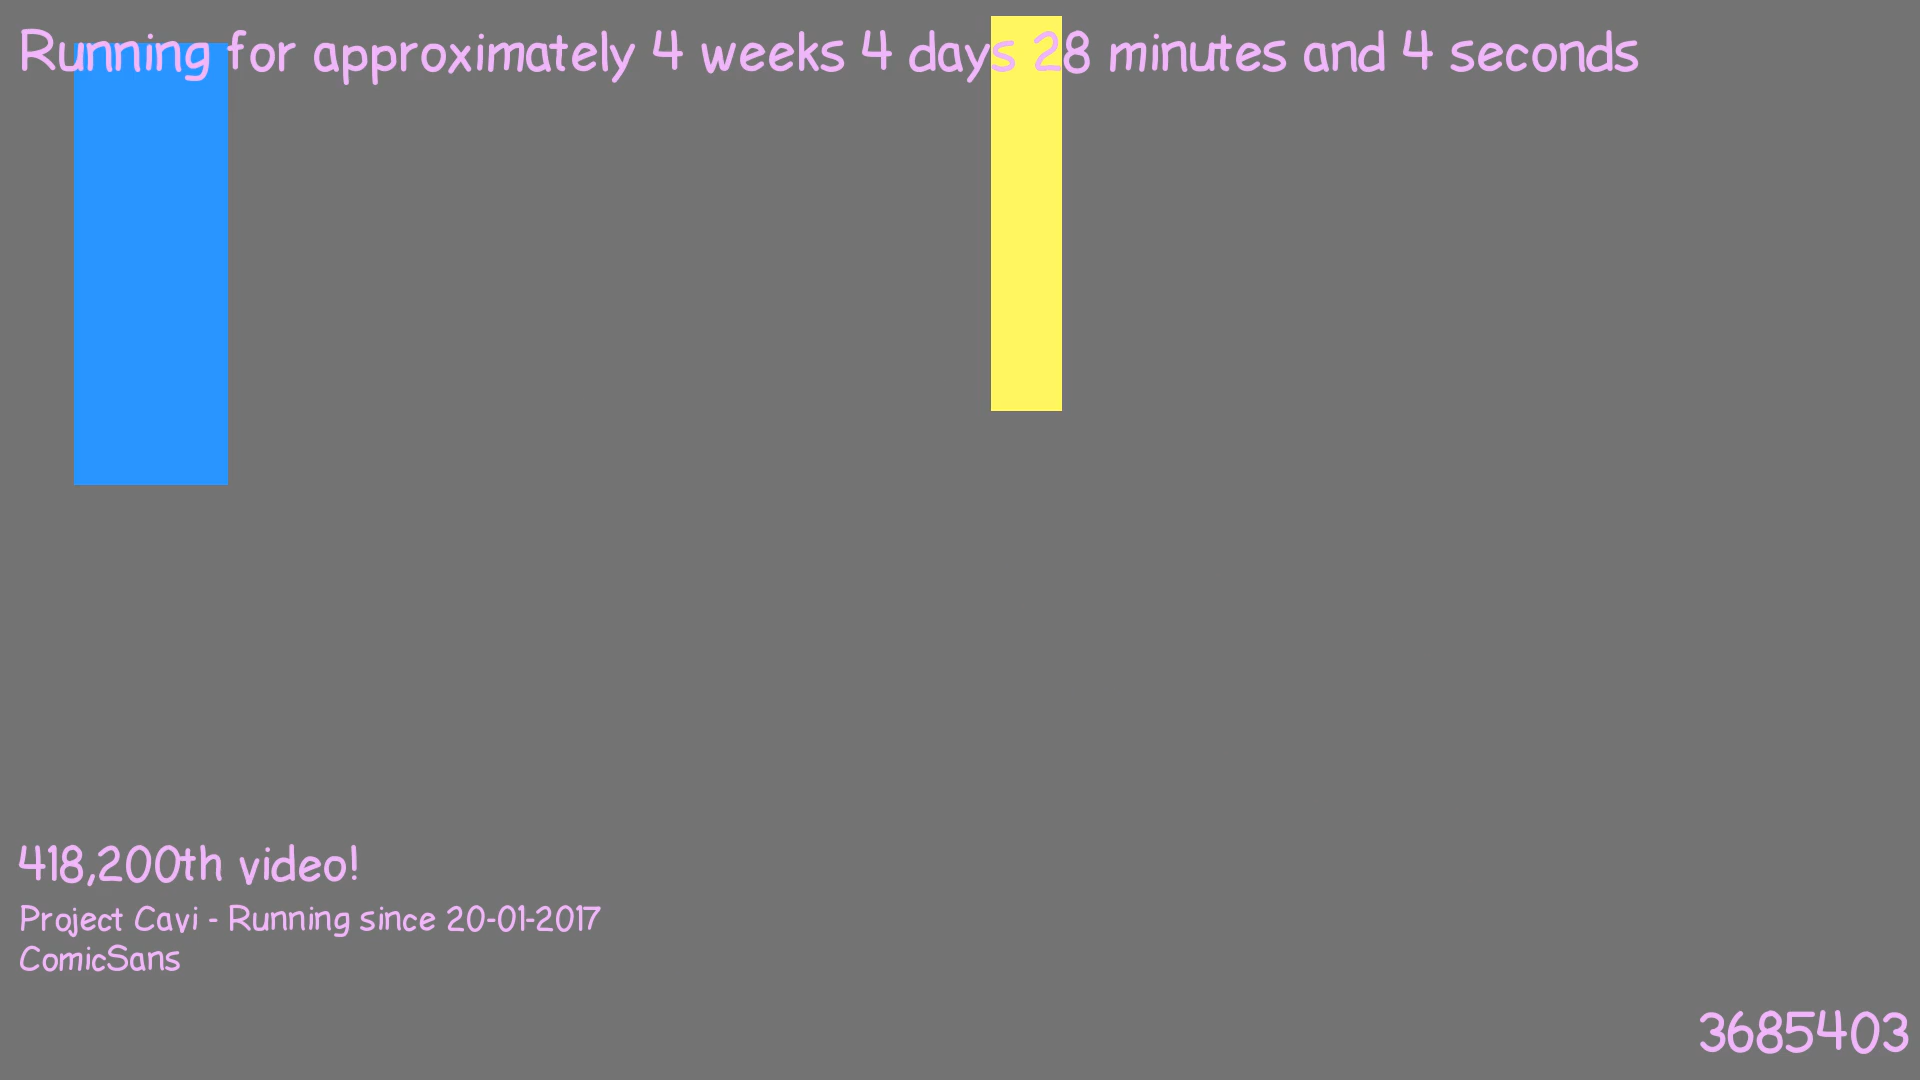 Running for approximately 4 weeks 4 days 28 minutes and 4 seconds
418,200th video!
Project Cavi - Running since 20-01-2017
ComicSans
3685403